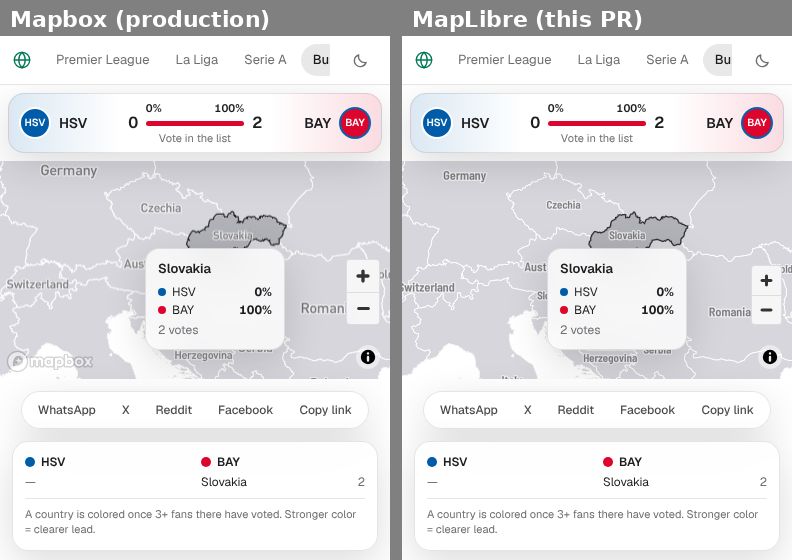 Mapbox (production)
Premier League La Liga Serie A Bu
HSV HSV 0 0% 100% 2 BAY BAY
Vote in the list
Germany
Czechia
Slovakia
Switzerland
Slovakia
HSV 0%
BAY 100%
2 votes
Herzegovina
mapbox
WhatsApp X Reddit Facebook Copy link
HSV BAY
— Slovakia 2
A country is colored once 3+ fans there have voted. Stronger color
= clearer lead.
MapLibre (this PR)
Premier League La Liga Serie A Bu
HSV HSV 0 0% 100% 2 BAY BAY
Vote in the list
Germany
Czechia
Slovakia
Switzerland
Slovakia
HSV 0%
BAY 100%
2 votes
Romania
Herzegovina
WhatsApp X Reddit Facebook Copy link
HSV BAY
— Slovakia 2
A country is colored once 3+ fans there have voted. Stronger color
= clearer lead.